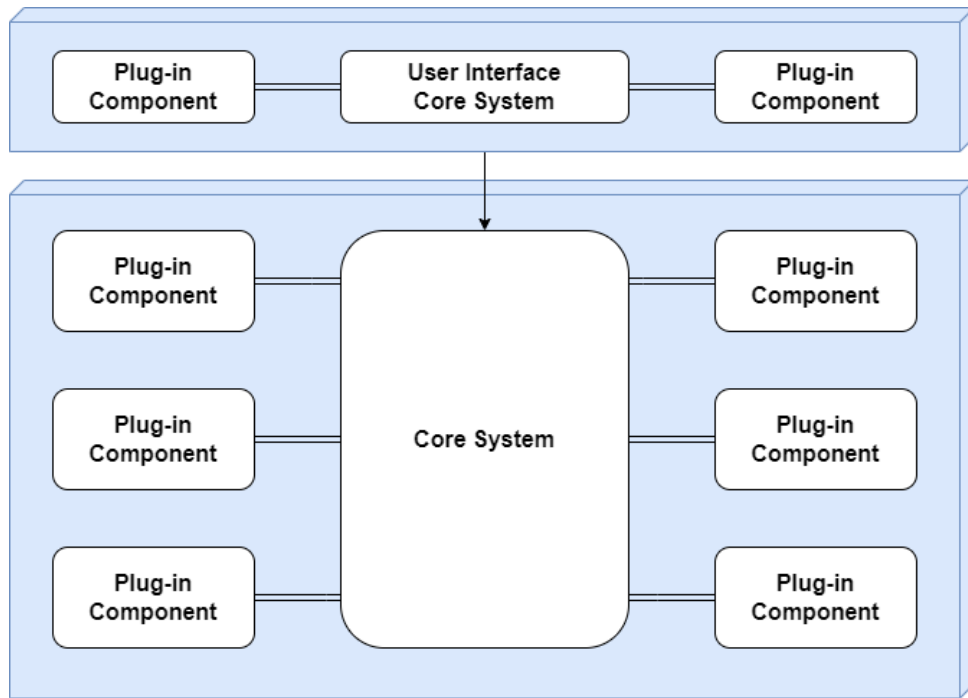 Plug-in
Component
User Interface
Core System
Plug-in
Component
Plug-in
Component
Plug-in
Component
Plug-in
Component
Core System
Plug-in
Component
Plug-in
Component
Plug-in
Component